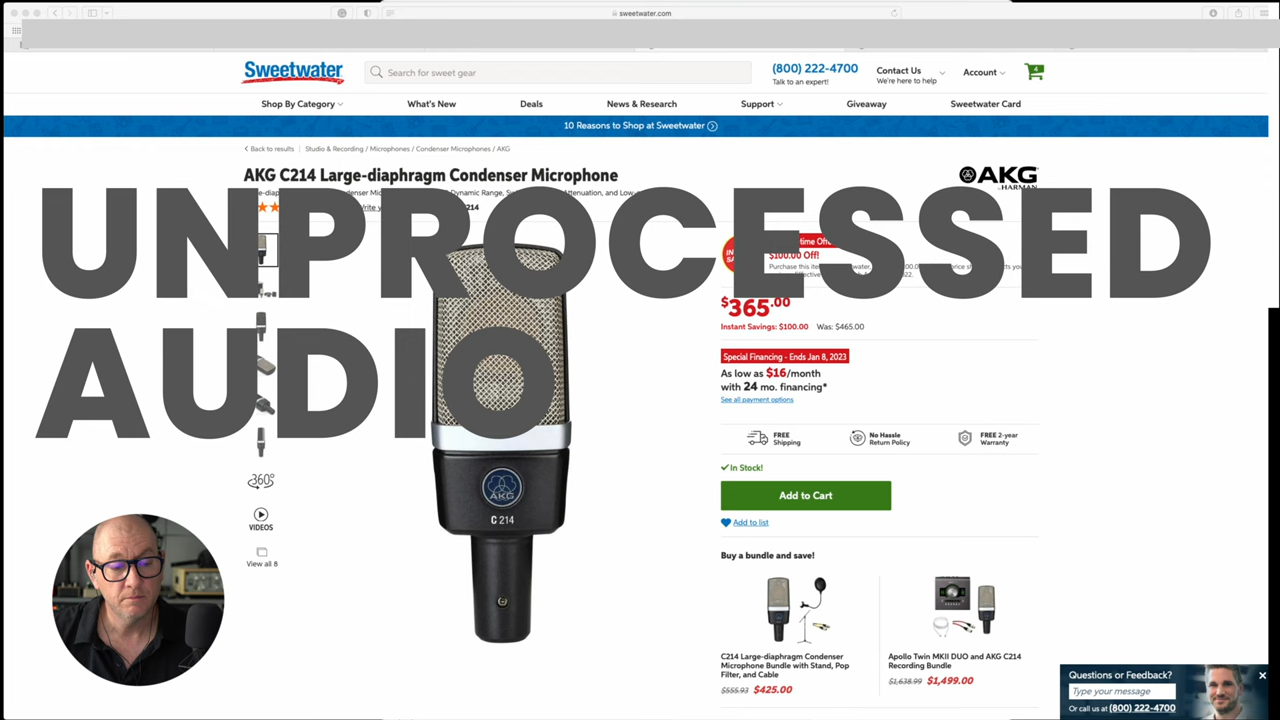 sweetwater.com
Sweetwater
Search for sweet gear
(800) 222-4700
Talk to an expert!
Contact Us
We're here to help
Account
4
Shop By Category
What's New
Deals
News & Research
Support
Giveaway
Sweetwater Card
10 Reasons to Shop at Sweetwater
Back to results
Studio & Recording / Microphones / Condenser Microphones / AKG
AKG C214 Large-diaphragm Condenser Microphone
AKG
BY HARMAN
UNPROCESSED
AUDIO
$100.00 Off!
$365.00
Instant Savings: $100.00 Was: $465.00
Special Financing - Ends Jan 8, 2023
As low as $16/month
with 24 mo. financing*
See all payment options
FREE
Shipping
No Hassle
Return Policy
FREE 2-year
Warranty
In Stock!
Add to Cart
Add to list
360°
VIDEOS
View all 8
AKG
C 214
Buy a bundle and save!
C214 Large-diaphragm Condenser
Microphone Bundle with Stand, Pop
Filter, and Cable
$555.93 $425.00
Apollo Twin MKII DUO and AKG C214
Recording Bundle
$1,638.99 $1,499.00
Questions or Feedback?
Type your message
Or call us at (800) 222-4700